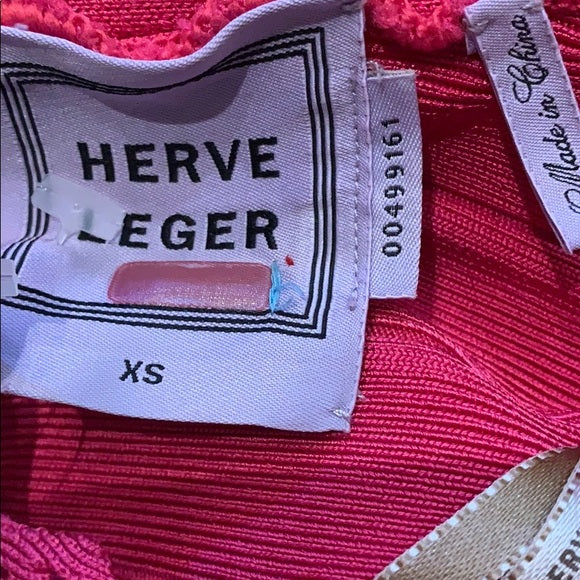 HERVE
LEGER
XS
00499161
Made in China